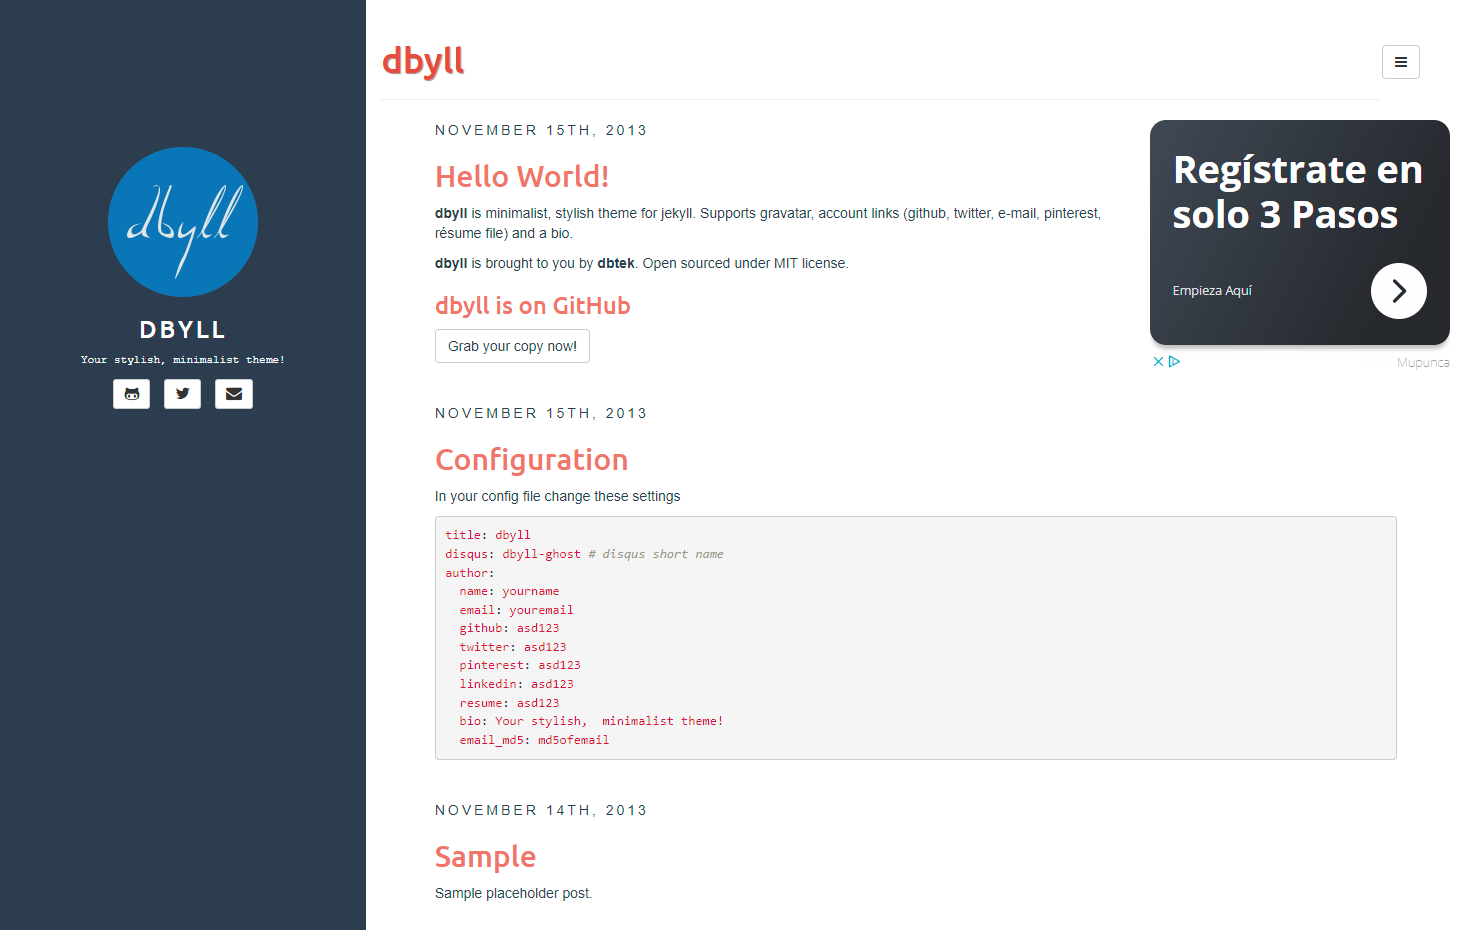 dbyll
DBYLL
Your stylish, minimalist theme!
dbyll
NOVEMBER 15TH, 2013
Hello World!
dbyll is minimalist, stylish theme for jekyll. Supports gravatar, account links (github, twitter, e-mail, pinterest,
résume file) and a bio.
dbyll is brought to you by dbtek. Open sourced under MIT license.
dbyll is on GitHub
Grab your copy now!
Regístrate en
solo 3 Pasos
Empieza Aquí
Mupunca
NOVEMBER 15TH, 2013
Configuration
In your config file change these settings
title: dbyll
disqus: dbyll-ghost # disqus short name
author:
  name: yourname
  email: youremail
  github: asd123
  twitter: asd123
  pinterest: asd123
  linkedin: asd123
  resume: asd123
  bio: Your stylish,  minimalist theme!
  email_md5: md5ofemail
NOVEMBER 14TH, 2013
Sample
Sample placeholder post.